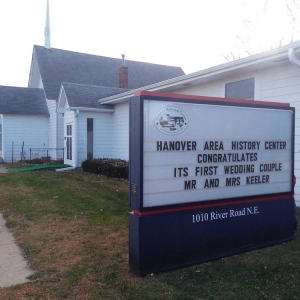 HANOVER AREA HISTORY CENTER
CONGRATULATES
ITS FIRST WEDDING COUPLE
MR AND MRS KEELER
1010 River Road N.E.